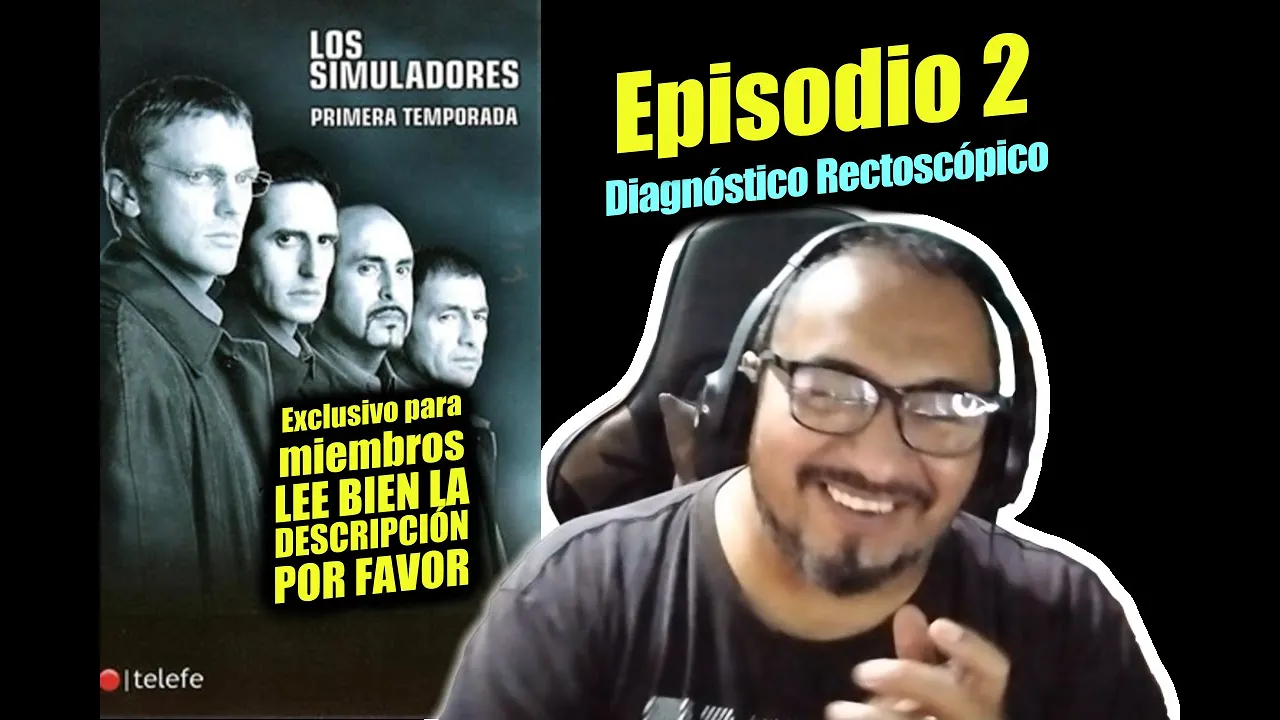 LOS
SIMULADORES
PRIMERA TEMPORADA
Episodio 2
Diagnóstico Rectoscópico
Exclusivo para
miembros
LEE BIEN LA
DESCRIPCIÓN
POR FAVOR
telefe